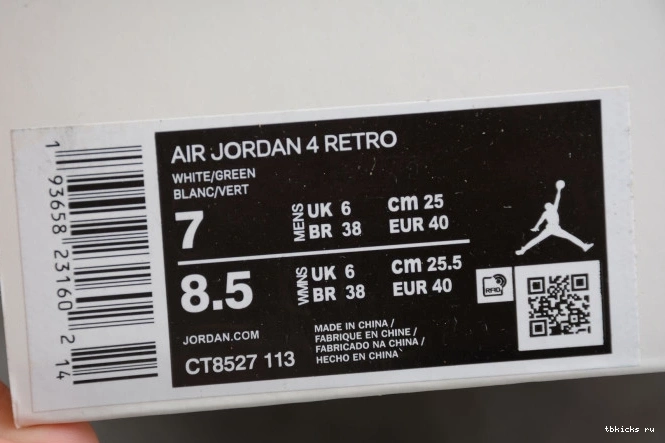 AIR JORDAN 4 RETRO
WHITE/GREEN
BLANC/VERT
7
MENS
UK 6 cm 25
BR 38 EUR 40
8.5
WMNS
UK 6 cm 25.5
BR 38 EUR 40
RFID
JORDAN.COM
CT8527 113
MADE IN CHINA /
FABRIQUE EN CHINE /
FABRICADO NA CHINA /
HECHO EN CHINA
1 93658 23160 2 14
tbkicks ru